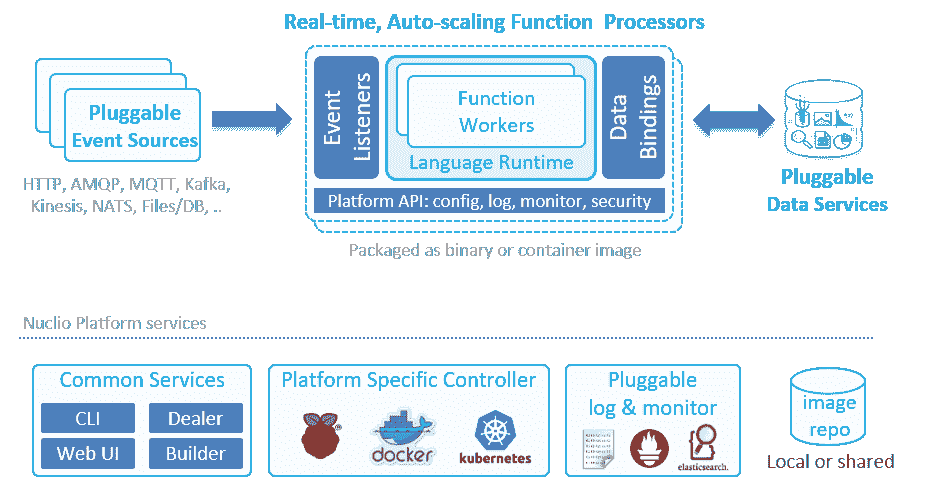 Real-time, Auto-scaling Function Processors
Pluggable
Event Sources
HTTP, AMQP, MQTT, Kafka,
Kinesis, NATS, Files/DB, ..
Event
Listeners
Function
Workers
Language Runtime
Data
Bindings
Platform API: config, log, monitor, security
Packaged as binary or container image
Pluggable
Data Services
Nuclio Platform services
Common Services
CLI
Dealer
Web UI
Builder
Platform Specific Controller
docker
kubernetes
Pluggable
log & monitor
elasticsearch.
image
repo
Local or shared